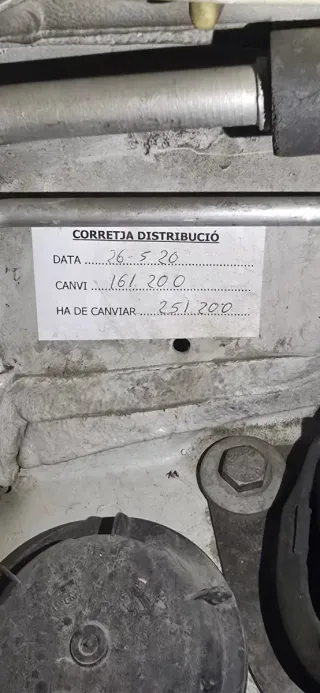 CORRETJA DISTRIBUCIÓ
DATA 26-5-20
CANVI 161.200
HA DE CANVIAR 251.200